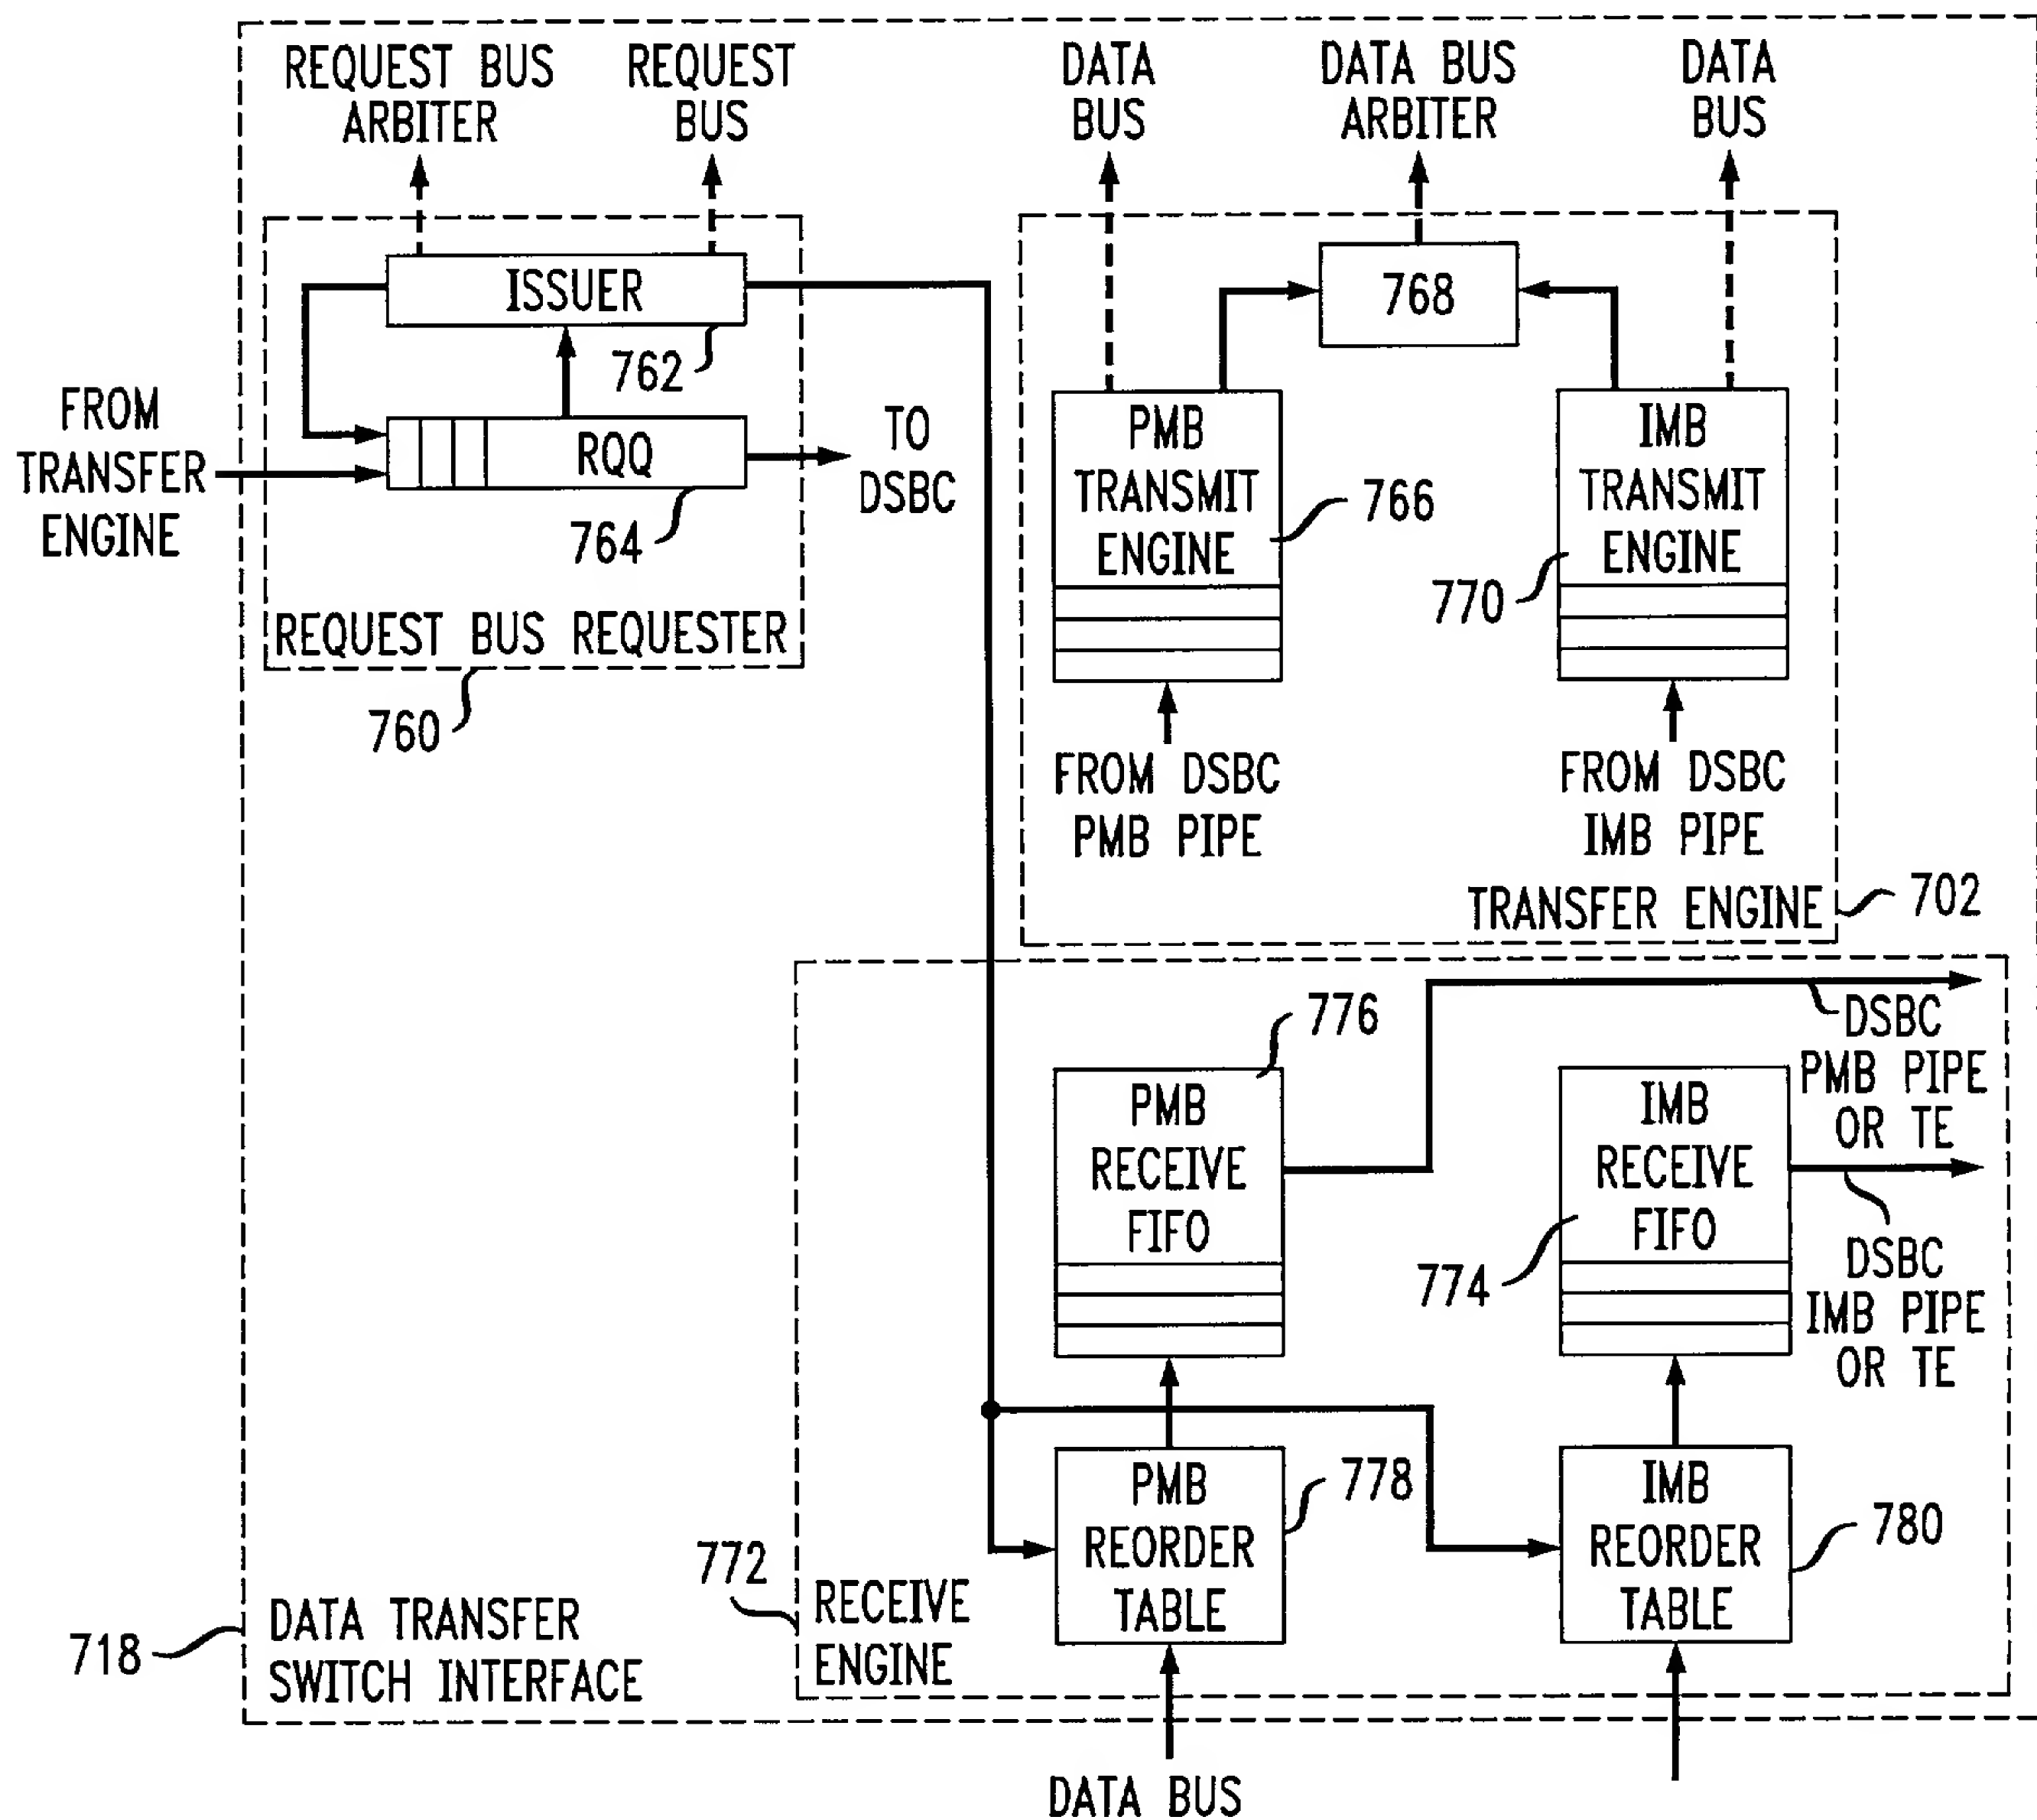 REQUEST BUS
ARBITER
REQUEST
BUS
DATA
BUS
DATA BUS
ARBITER
DATA
BUS
ISSUER
762
768
FROM
TRANSFER
ENGINE
RQQ
764
TO
DSBC
REQUEST BUS REQUESTER
760
PMB
TRANSMIT
ENGINE
766
IMB
TRANSMIT
ENGINE
770
FROM DSBC
PMB PIPE
FROM DSBC
IMB PIPE
TRANSFER ENGINE
702
776
PMB
RECEIVE
FIFO
IMB
RECEIVE
FIFO
774
DSBC
PMB PIPE
OR TE
DSBC
IMB PIPE
OR TE
PMB
REORDER
TABLE
778
IMB
REORDER
TABLE
780
772
RECEIVE
ENGINE
718
DATA TRANSFER
SWITCH INTERFACE
DATA BUS